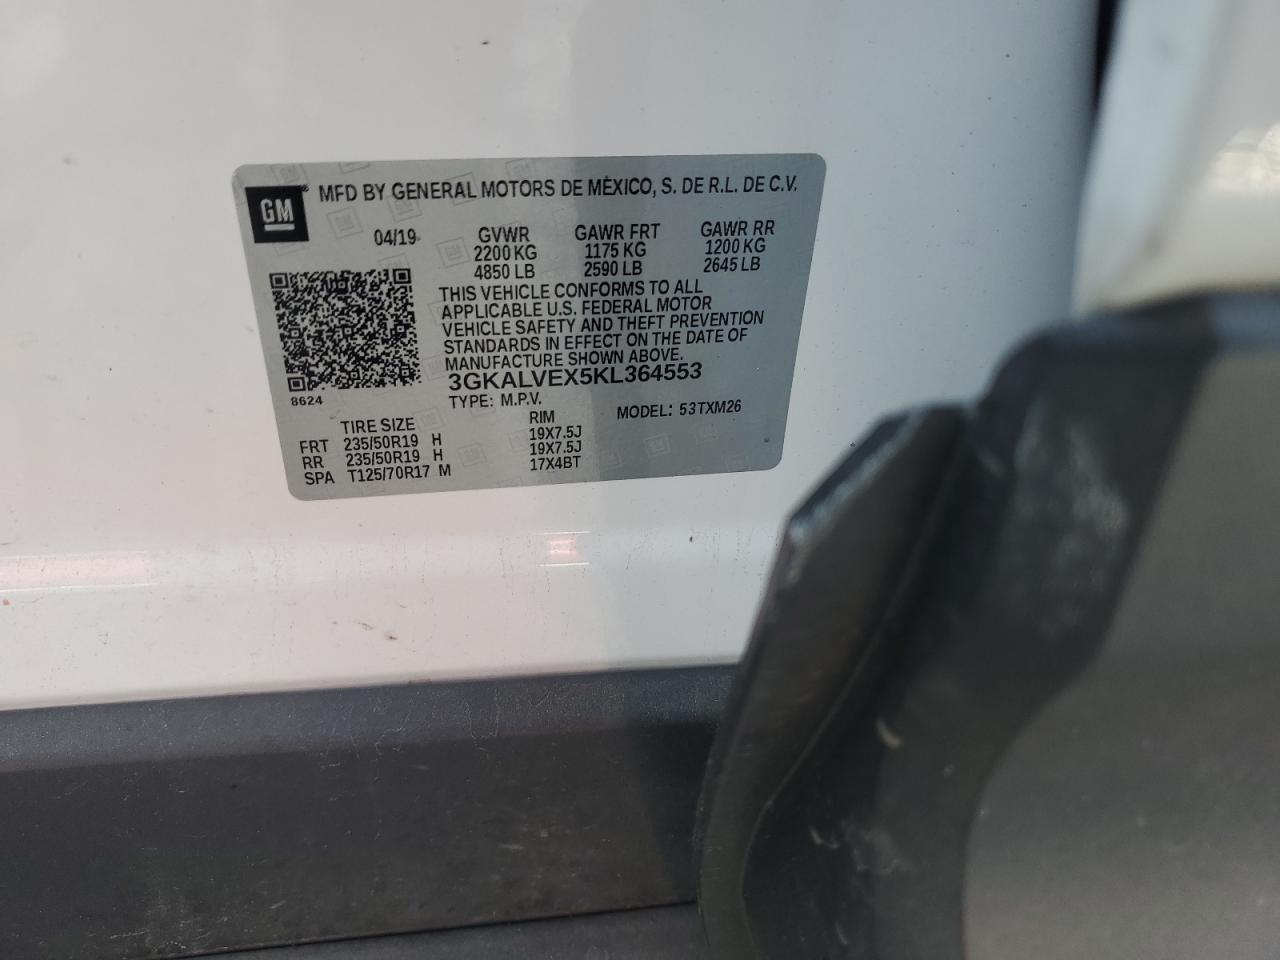 GM
MFD BY GENERAL MOTORS DE MEXICO, S. DE R.L. DE C.V.
04/19 GVWR GAWR FRT GAWR RR
2200 KG 1175 KG 1200 KG
4850 LB 2590 LB 2645 LB
THIS VEHICLE CONFORMS TO ALL
APPLICABLE U.S. FEDERAL MOTOR
VEHICLE SAFETY AND THEFT PREVENTION
STANDARDS IN EFFECT ON THE DATE OF
MANUFACTURE SHOWN ABOVE.
3GKALVEX5KL364553
8624 TYPE: M.P.V. MODEL: 53TXM26
TIRE SIZE RIM
FRT 235/50R19 H 19X7.5J
RR 235/50R19 H 19X7.5J
SPA T125/70R17 M 17X4BT